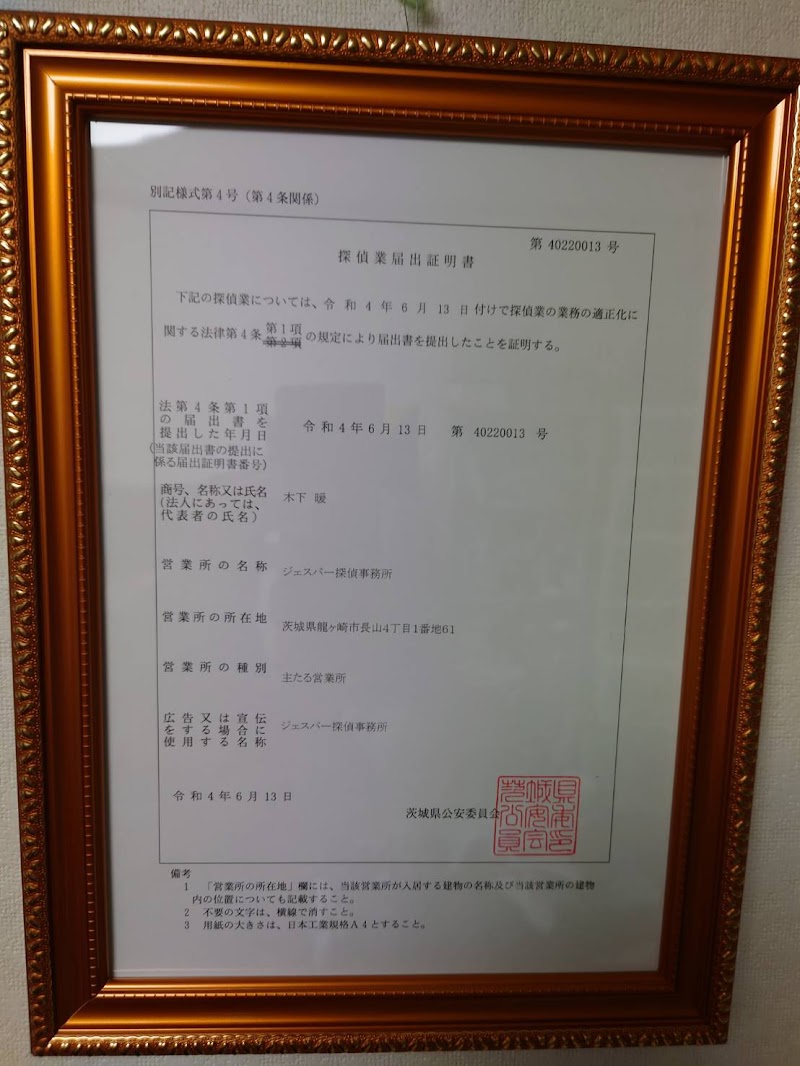 別記様式第4号（第4条関係）
第 40220013 号
探偵業届出証明書
下記の探偵業については、令和4年6月13日付けで探偵業の業務の適正化に
関する法律第4条第1項
第2項
の規定により届出書を提出したことを証明する。
法第4条第1項
の届出書を
提出した年月日
(当該届出書の提出に
係る届出証明書番号)
令和4年6月13日 第 40220013 号
商号、名称又は氏名
(法人にあっては、
代表者の氏名)
木下 暖
営業所の名称
ジェスバー探偵事務所
営業所の所在地
茨城県龍ヶ崎市長山4丁目1番地61
営業所の種別
主たる営業所
広告又は宣伝
をする場合に
使用する名称
ジェスバー探偵事務所
令和4年6月13日
茨城県公安委員会
備考
1 「営業所の所在地」欄には、当該営業所が入居する建物の名称及び当該営業所の建物
内の位置についても記載すること。
2 不要の文字は、横線で消すこと。
3 用紙の大きさは、日本工業規格A4とすること。